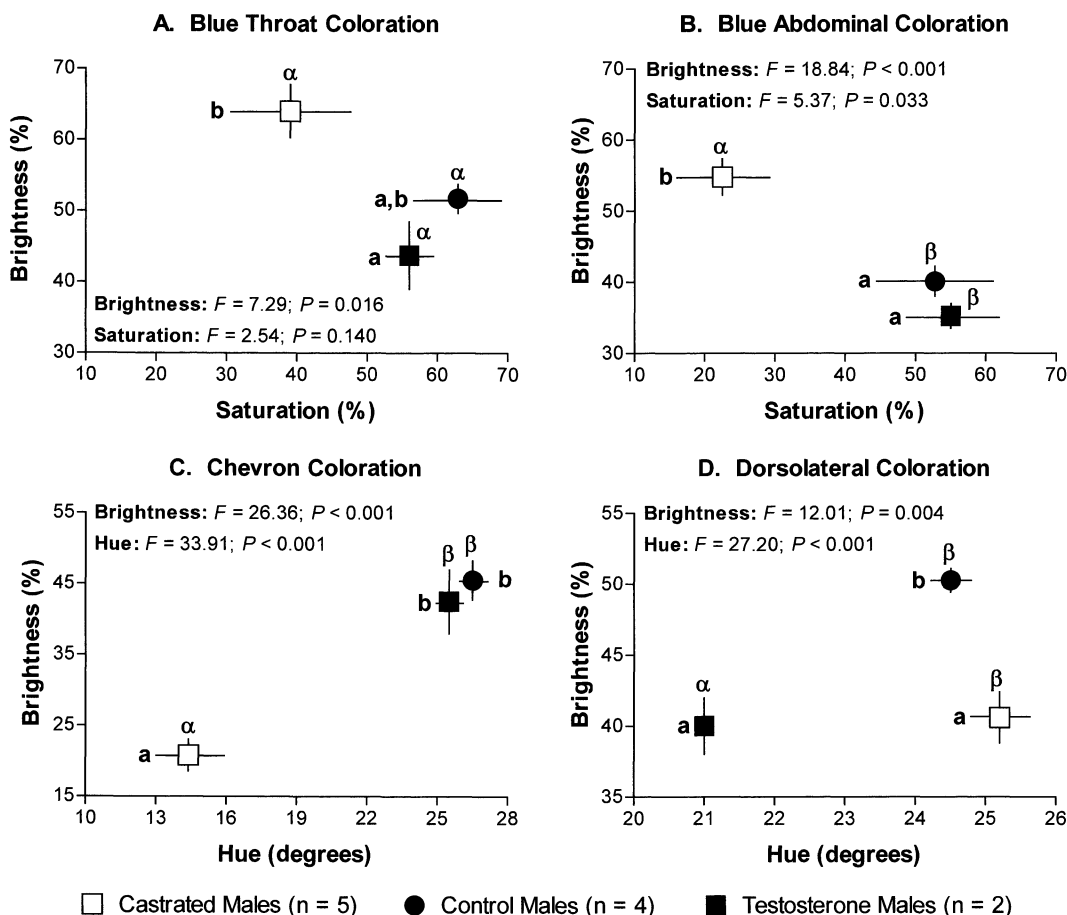 A. Blue Throat Coloration
70
60
50
40
30
Brightness (%)
α
b
α
a,b
α
a
Brightness: F = 7.29; P = 0.016
Saturation: F = 2.54; P = 0.140
10 20 30 40 50 60 70
Saturation (%)
B. Blue Abdominal Coloration
Brightness: F = 18.84; P < 0.001
Saturation: F = 5.37; P = 0.033
70
60
50
40
30
Brightness (%)
α
b
β
a
β
a
10 20 30 40 50 60 70
Saturation (%)
C. Chevron Coloration
Brightness: F = 26.36; P < 0.001
Hue: F = 33.91; P < 0.001
55
45
35
25
15
Brightness (%)
β β
b
b
α
a
10 13 16 19 22 25 28
Hue (degrees)
D. Dorsolateral Coloration
Brightness: F = 12.01; P = 0.004
Hue: F = 27.20; P < 0.001
55
50
45
40
35
Brightness (%)
β
b
α
a
β
a
20 21 22 23 24 25 26
Hue (degrees)
Castrated Males (n = 5) Control Males (n = 4) Testosterone Males (n = 2)